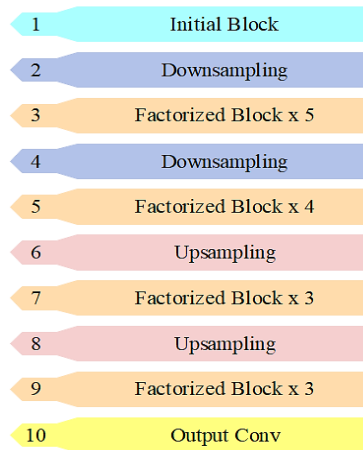 1 Initial Block
2 Downsampling
3 Factorized Block x 5
4 Downsampling
5 Factorized Block x 4
6 Upsampling
7 Factorized Block x 3
8 Upsampling
9 Factorized Block x 3
10 Output Conv